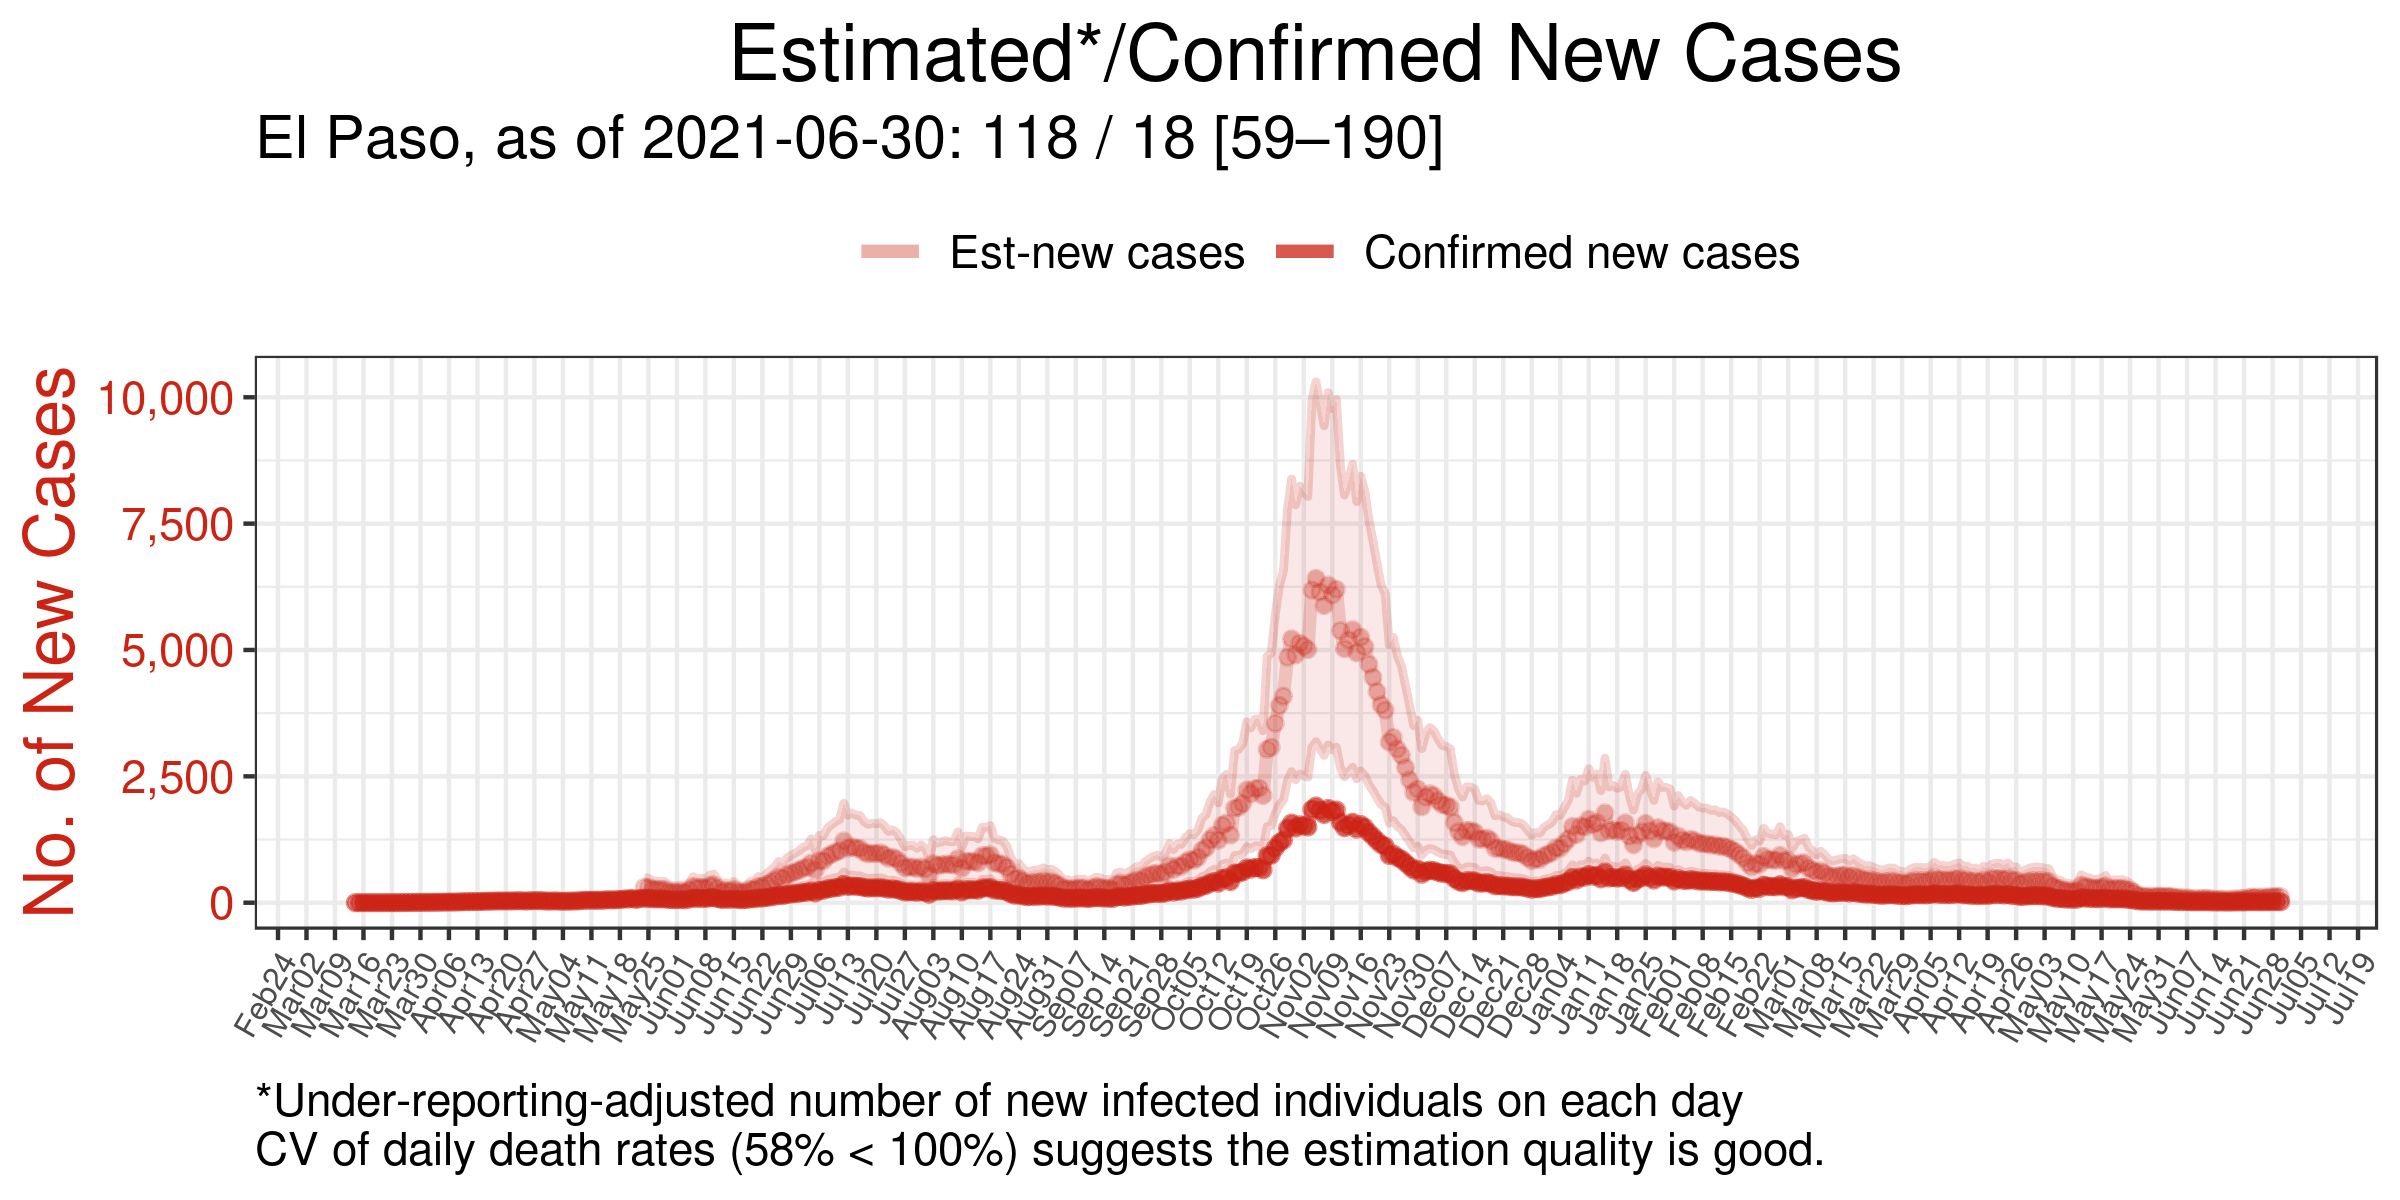 Estimated*/Confirmed New Cases
El Paso, as of 2021-06-30: 118 / 18 [59–190]
Est-new cases Confirmed new cases
No. of New Cases
10,000
7,500
5,000
2,500
0
Feb24 Mar02 Mar09 Mar16 Mar23 Mar30 Apr06 Apr13 Apr20 Apr27 May04 May11 May18 May25 Jun01 Jun08 Jun15 Jun22 Jun29 Jul06 Jul13 Jul20 Jul27 Aug03 Aug10 Aug17 Aug24 Aug31 Sep07 Sep14 Sep21 Sep28 Oct05 Oct12 Oct19 Oct26 Nov02 Nov09 Nov16 Nov23 Nov30 Dec07 Dec14 Dec21 Dec28 Jan04 Jan11 Jan18 Jan25 Feb01 Feb08 Feb15 Feb22 Mar01 Mar08 Mar15 Mar22 Mar29 Apr05 Apr12 Apr19 Apr26 May03 May10 May17 May24 May31 Jun07 Jun14 Jun21 Jun28 Jul05 Jul12 Jul19
*Under-reporting-adjusted number of new infected individuals on each day
CV of daily death rates (58% < 100%) suggests the estimation quality is good.